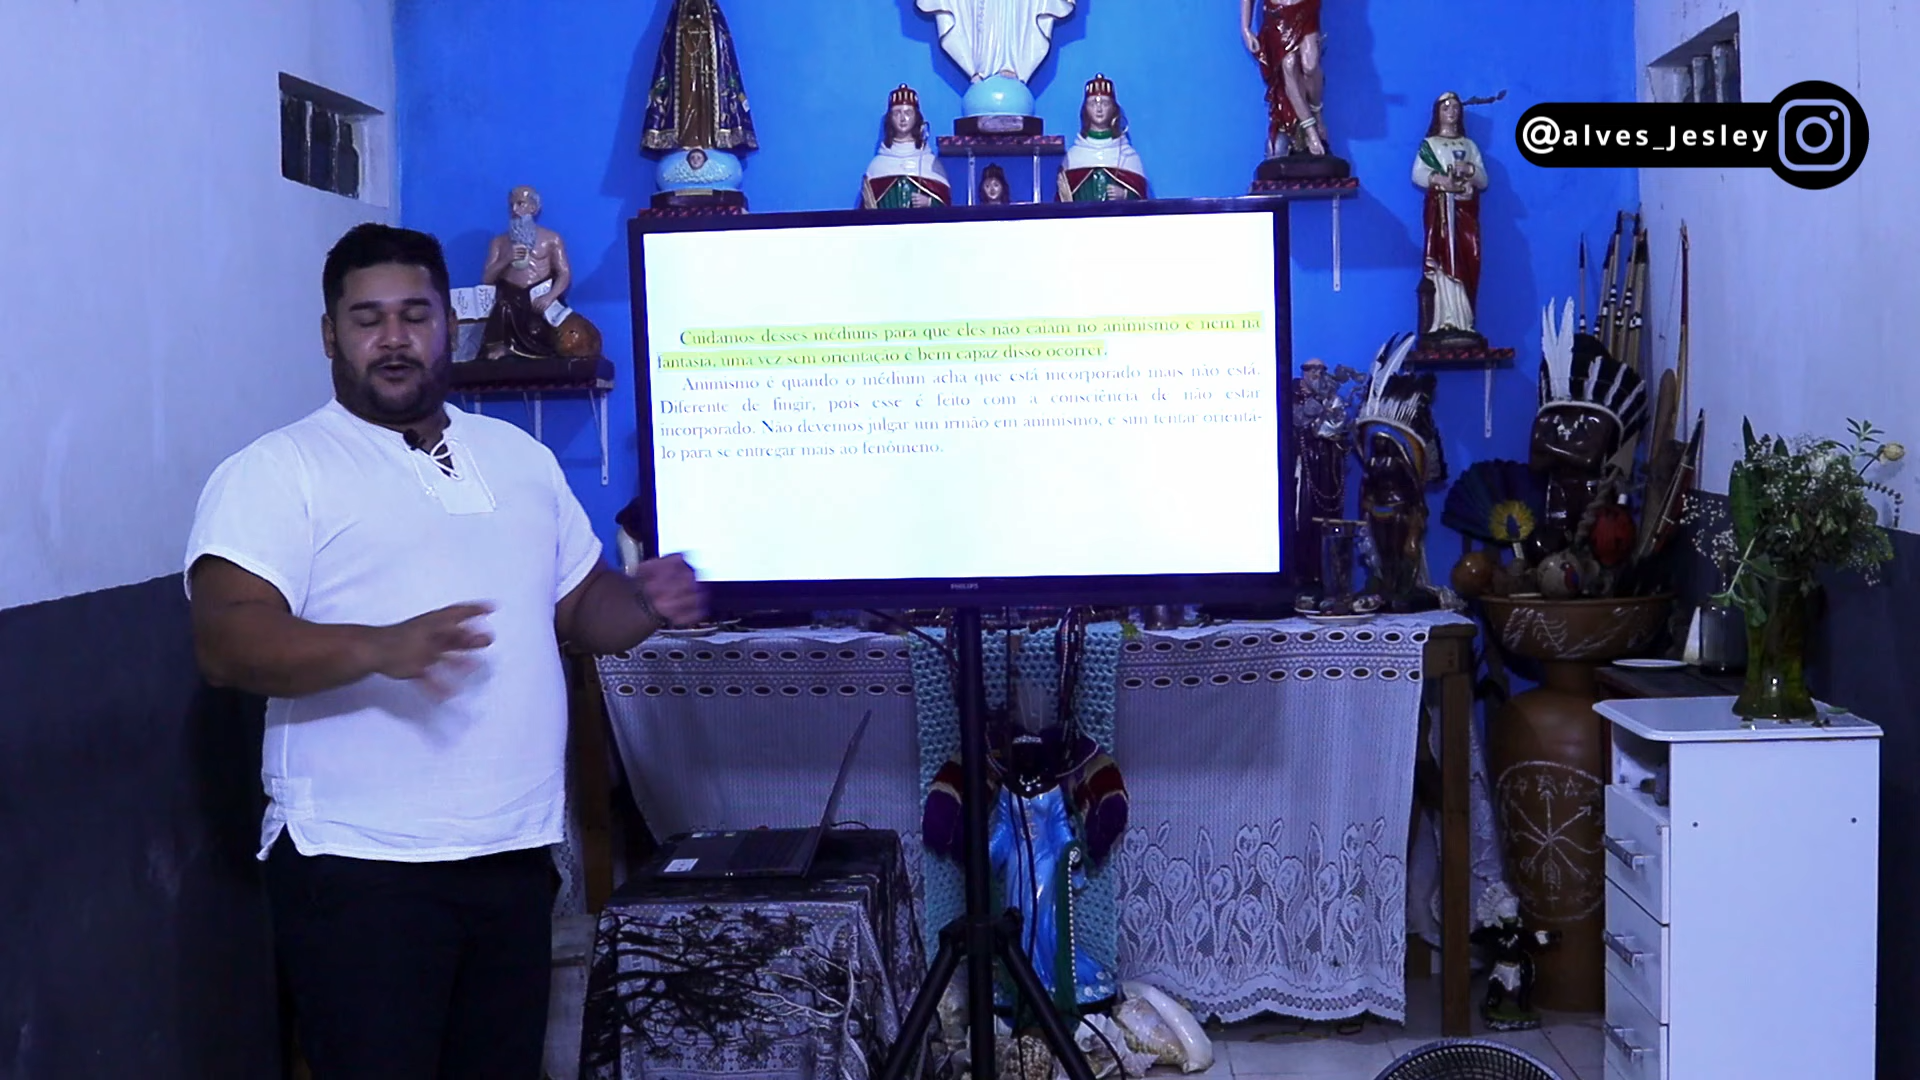 @alves_Jesley
Cuidamos desses médiuns para que eles não caiam no animismo e nem na
fantasia, uma vez sem orientação e bem capaz disso ocorrer.
Animismo é quando o médium acha que está incorporado mais não está.
Diferente de fingir, pois esse é feito com a consciência de não estar
incorporado. Não devemos julgar um irmão em animismo, e sim tentar orienta-
lo para se entregar mais ao fenômeno.
PHILIPS